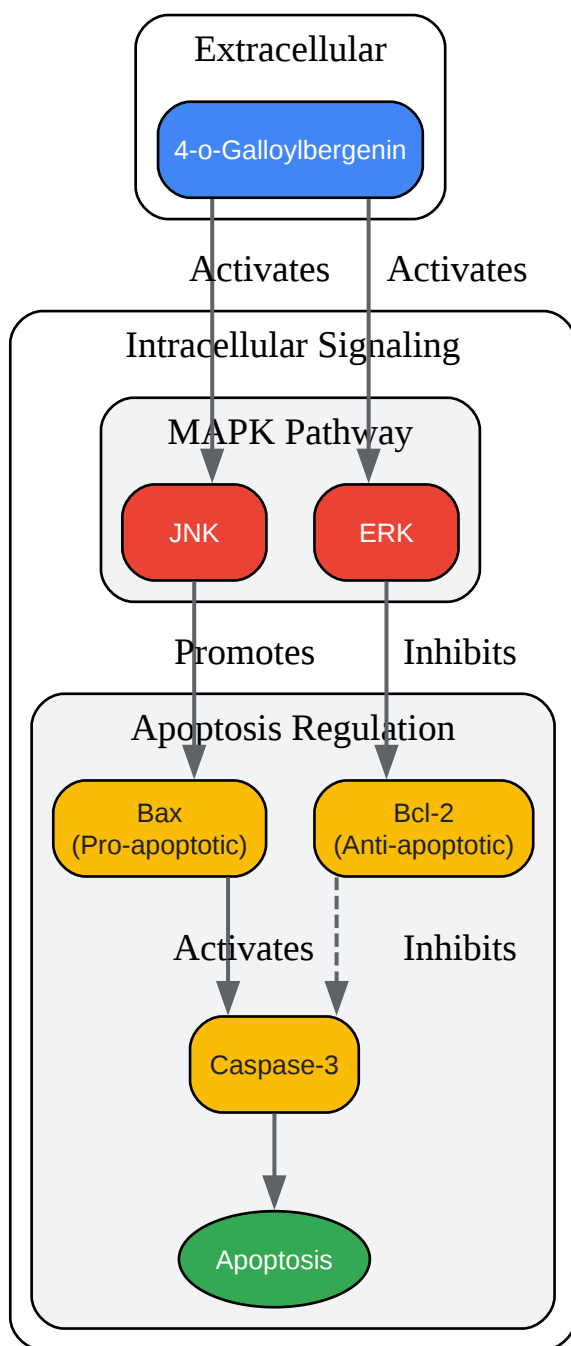 Extracellular
4-o-Galloylbergenin
Activates
Activates
Intracellular Signaling
MAPK Pathway
JNK
ERK
Promotes
Inhibits
Apoptosis Regulation
Bax
(Pro-apoptotic)
Bcl-2
(Anti-apoptotic)
Activates
Inhibits
Caspase-3
Apoptosis